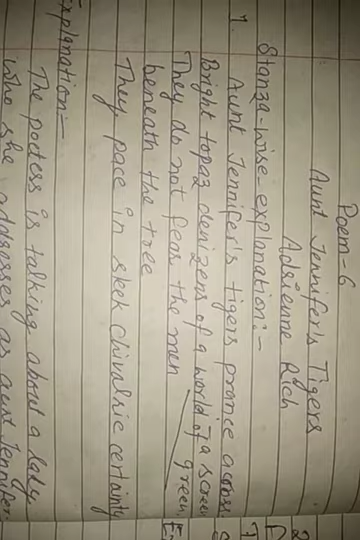 Poem-6
Aunt Jennifer's Tigers
Adrienne Rich
Stanza-wise-explanation:-
1. Aunt Jennifer's tigers prance across a screen
Bright topaz denizens of a world of green
They do not fear the men
beneath the tree
They pace in sleek chivalric certainty
Explanation:-
The poetess is talking about a lady
who she addresses as aunt Jennifer.